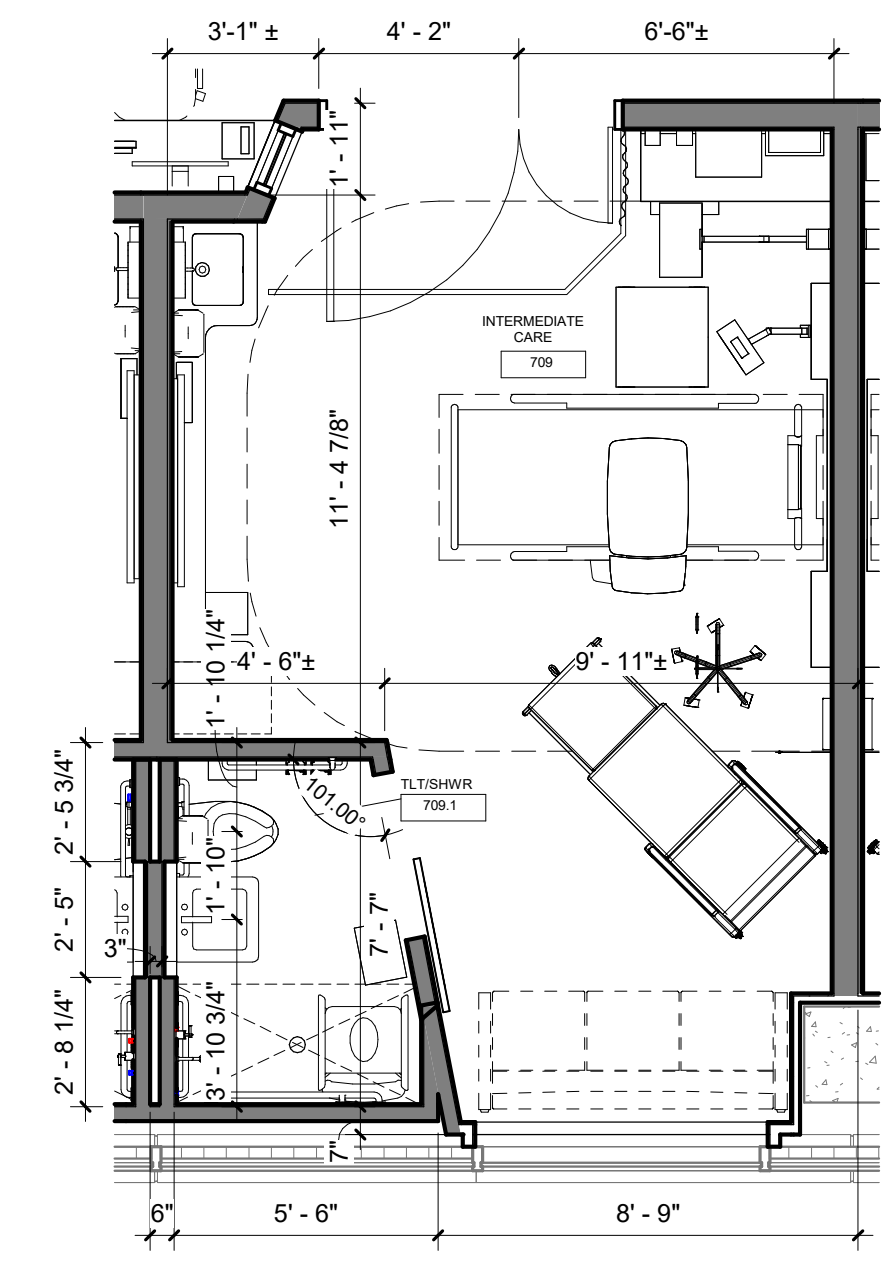 3'-1" ±
4' - 2"
6'-6"±
1' - 11"
INTERMEDIATE
CARE
709
11' - 4 7/8"
1' - 10 1/4"
4' - 6"±
9' - 11"±
2' - 5 3/4"
101.00°
TLT/SHWR
709.1
1' - 10"
2' - 5"
3"
7' - 7"
2' - 8 1/4"
3' - 10 3/4"
7"
6"
5' - 6"
8' - 9"